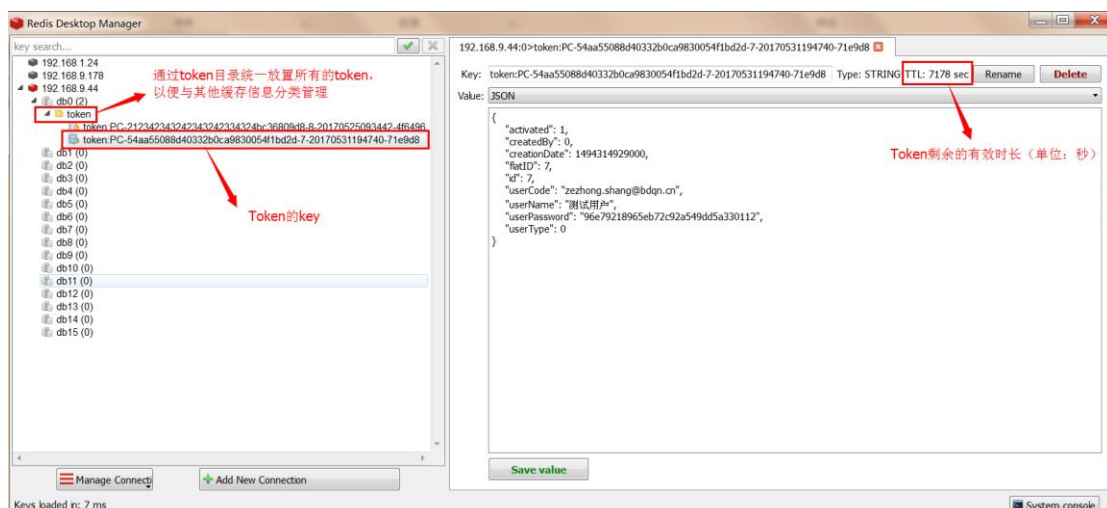 Redis Desktop Manager
key search...
192.168.1.24
192.168.9.178
192.168.9.44
db0 (2)
token
token:PC-212342343242343242334324bc36809d8-8-20170525093442-4f6496
token:PC-54aa55088d40332b0ca9830054f1bd2d-7-20170531194740-71e9d8
db1 (0)
db2 (0)
db3 (0)
db4 (0)
db5 (0)
db6 (0)
db7 (0)
db8 (0)
db9 (0)
db10 (0)
db11 (0)
db12 (0)
db13 (0)
db14 (0)
db15 (0)
通过token目录统一放置所有的token,
以便与其他缓存信息分类管理
Token的key
Manage Connecti
Add New Connection
Keys loaded in: 7 ms
192.168.9.44:0>token:PC-54aa55088d40332b0ca9830054f1bd2d-7-20170531194740-71e9d8
Key: token:PC-54aa55088d40332b0ca9830054f1bd2d-7-20170531194740-71e9d8 Type: STRING TTL: 7178 sec Rename Delete
Value: JSON
{
"activated": 1,
"createdBy": 0,
"creationDate": 1494314929000,
"flatID": 7,
"id": 7,
"userCode": "zezhong.shang@bdqn.cn",
"userName": "测试用户",
"userPassword": "96e79218965eb72c92a549dd5a330112",
"userType": 0
}
Token剩余的有效时长（单位：秒）
Save value
System console